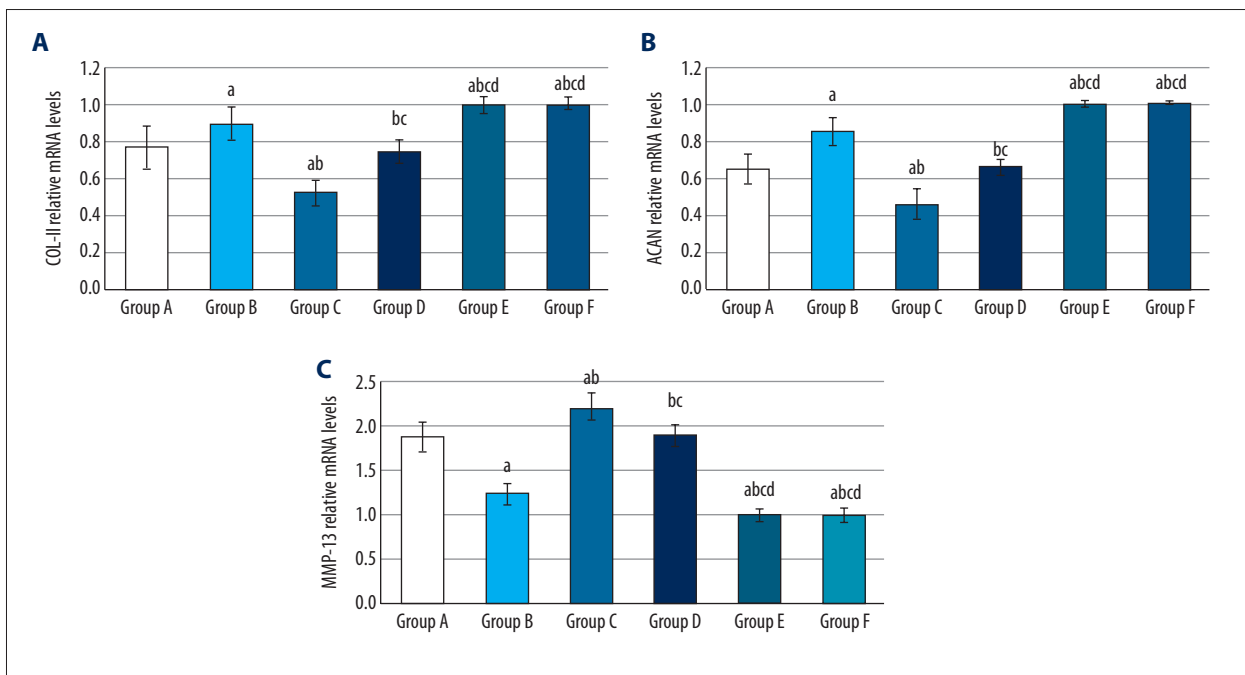 A
COL-II relative mRNA levels
1.2
1.0
0.8
0.6
0.4
0.2
0.0
a
ab
bc
abcd
abcd
Group A Group B Group C Group D Group E Group F
B
ACAN relative mRNA levels
1.2
1.0
0.8
0.6
0.4
0.2
0.0
a
ab
bc
abcd
abcd
Group A Group B Group C Group D Group E Group F
C
MMP-13 relative mRNA levels
2.5
2.0
1.5
1.0
0.5
0.0
a
ab
bc
abcd
abcd
Group A Group B Group C Group D Group E Group F